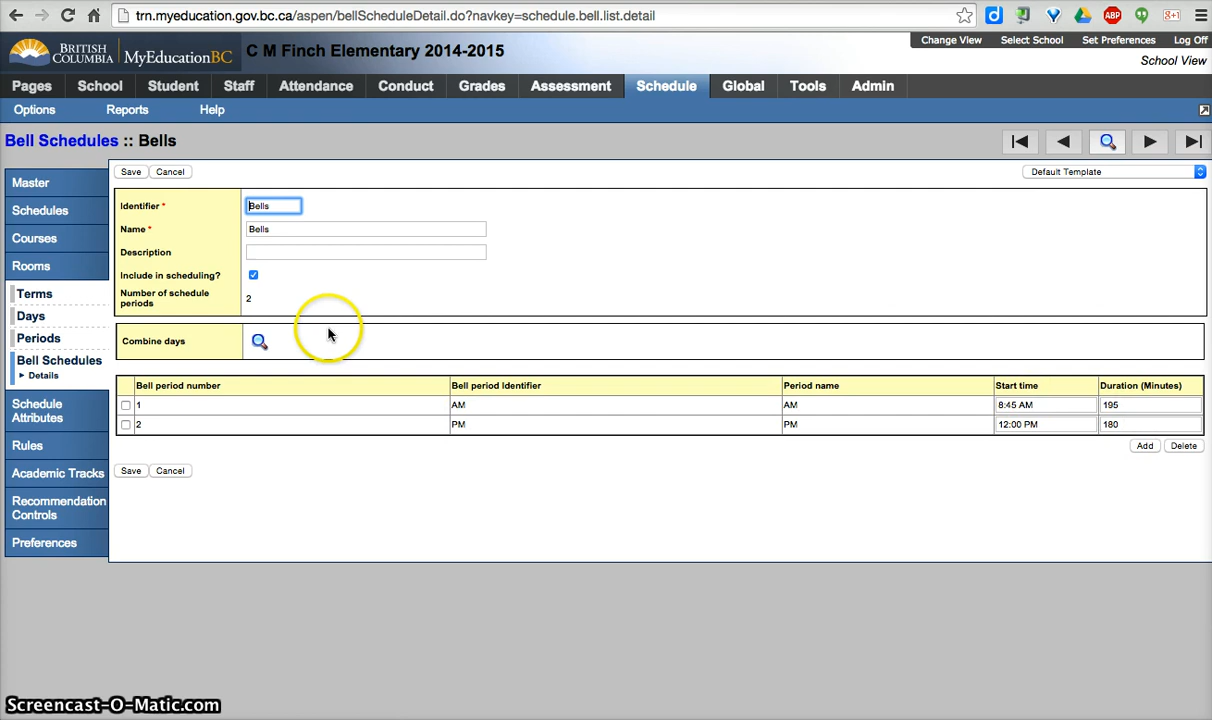 trn.myeducation.gov.bc.ca/aspen/bellScheduleDetail.do?navkey=schedule.bell.list.detail
ABP
g+1
BRITISH
COLUMBIA
MyEducationBC
C M Finch Elementary 2014-2015
Change View
Select School
Set Preferences
Log Off
School View
Pages
School
Student
Staff
Attendance
Conduct
Grades
Assessment
Schedule
Global
Tools
Admin
Options
Reports
Help
Bell Schedules :: Bells
Master
Schedules
Courses
Rooms
Terms
Days
Periods
Bell Schedules
Details
Schedule
Attributes
Rules
Academic Tracks
Recommendation
Controls
Preferences
Save
Cancel
Default Template
Identifier *
Bells
Name *
Bells
Description
Include in scheduling?
Number of schedule
periods
2
Combine days
Bell period number
Bell period Identifier
Period name
Start time
Duration (Minutes)
1
AM
AM
8:45 AM
195
2
PM
PM
12:00 PM
180
Add
Delete
Save
Cancel
Screencast-O-Matic.com